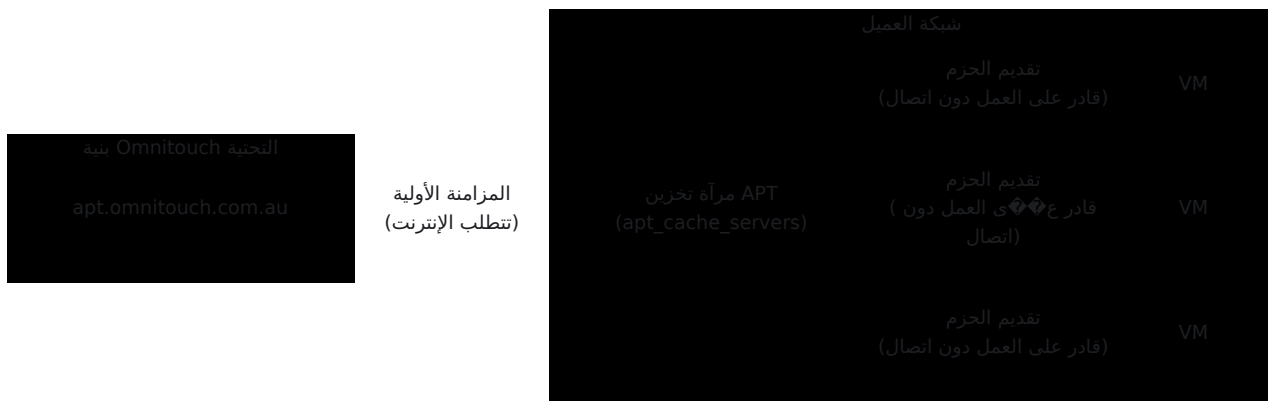 بنية Omnitouch التحتية
apt.omnitouch.com.au
المزامنة الأولية
(تتطلب الإنترنت)
شبكة العميل
مرآة تخزين APT
(apt_cache_servers)
تقديم الحزم
(قادر على العمل دون اتصال)
VM
تقديم الحزم
(قادر ع��ى العمل دون
اتصال)
VM
تقديم الحزم
(قادر على العمل دون اتصال)
VM